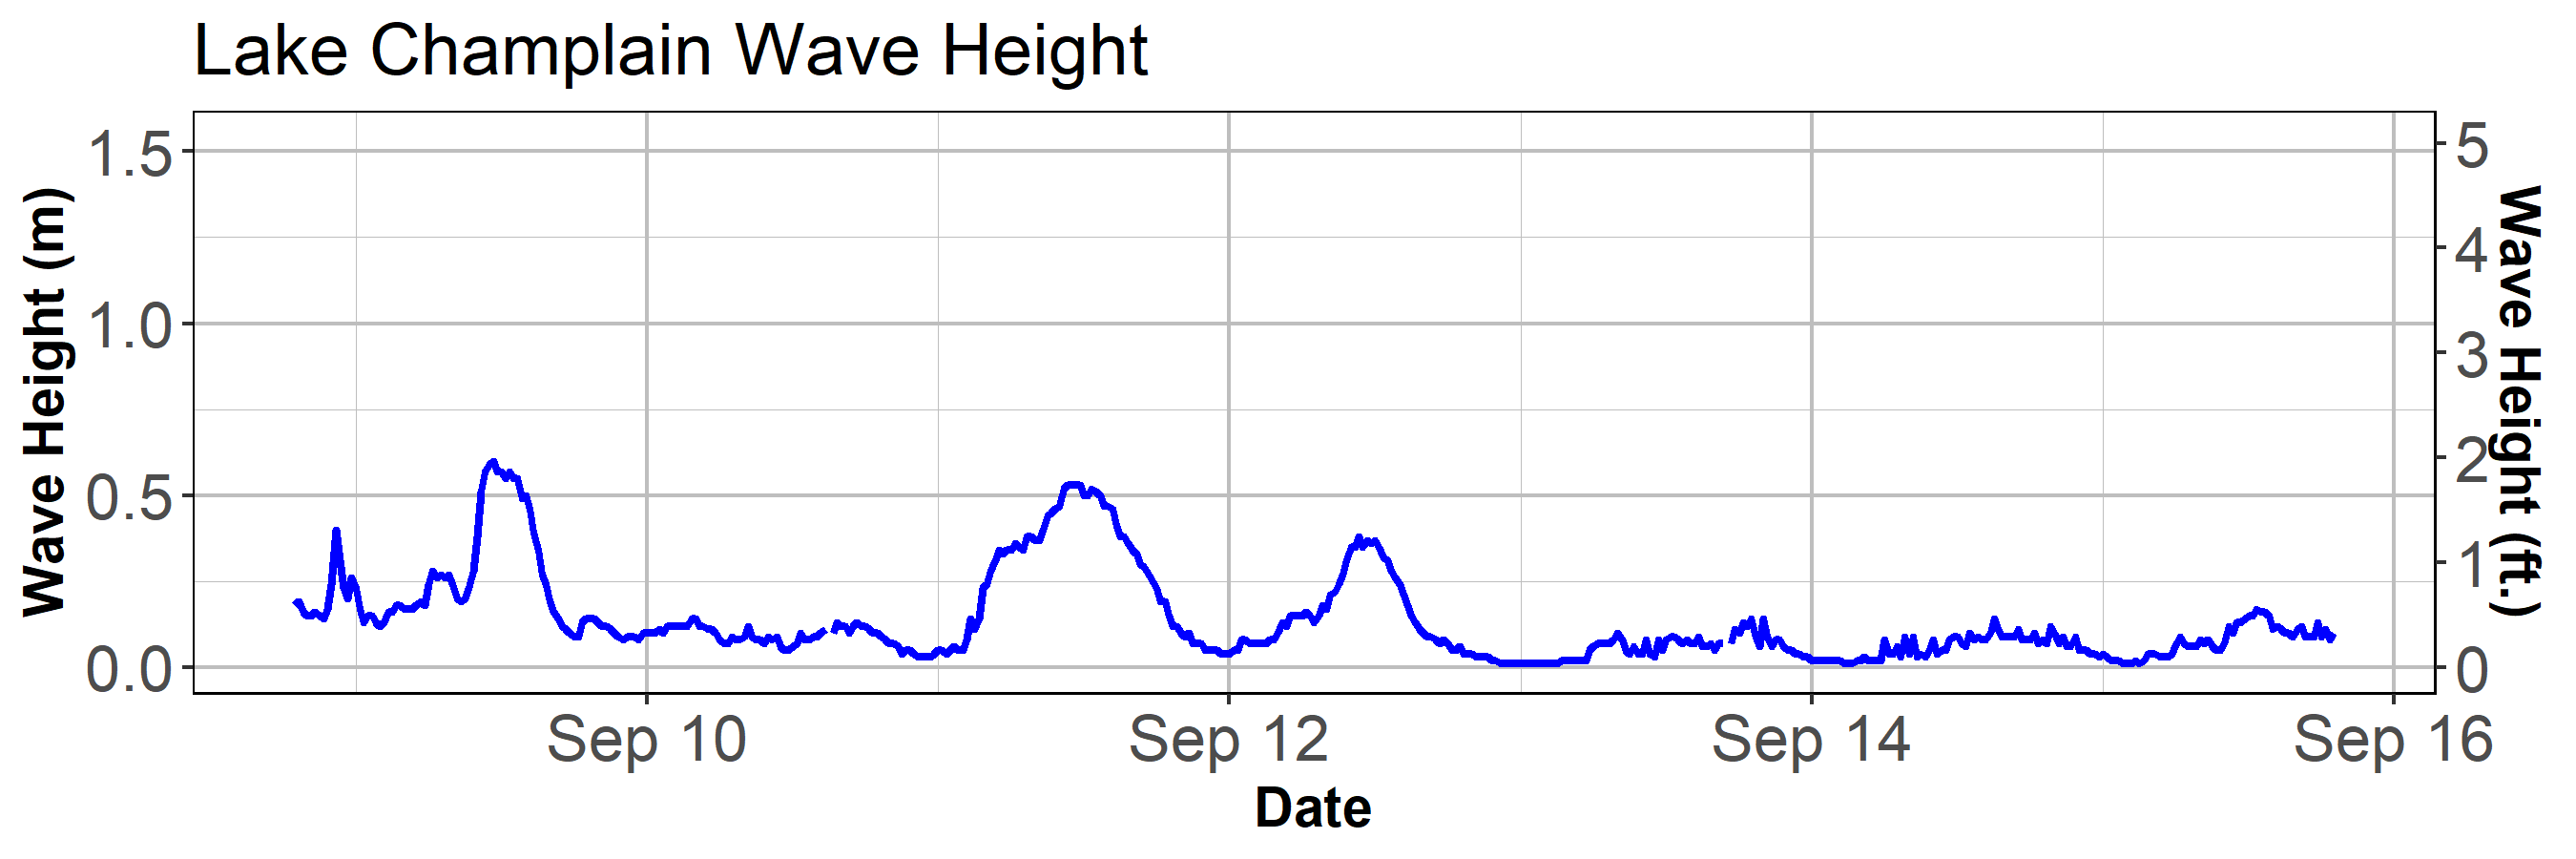 Lake Champlain Wave Height
Wave Height (m)
1.5
1.0
0.5
0.0
5
4
3
2
1
0
Wave Height (ft.)
Sep 10
Sep 12
Sep 14
Sep 16
Date